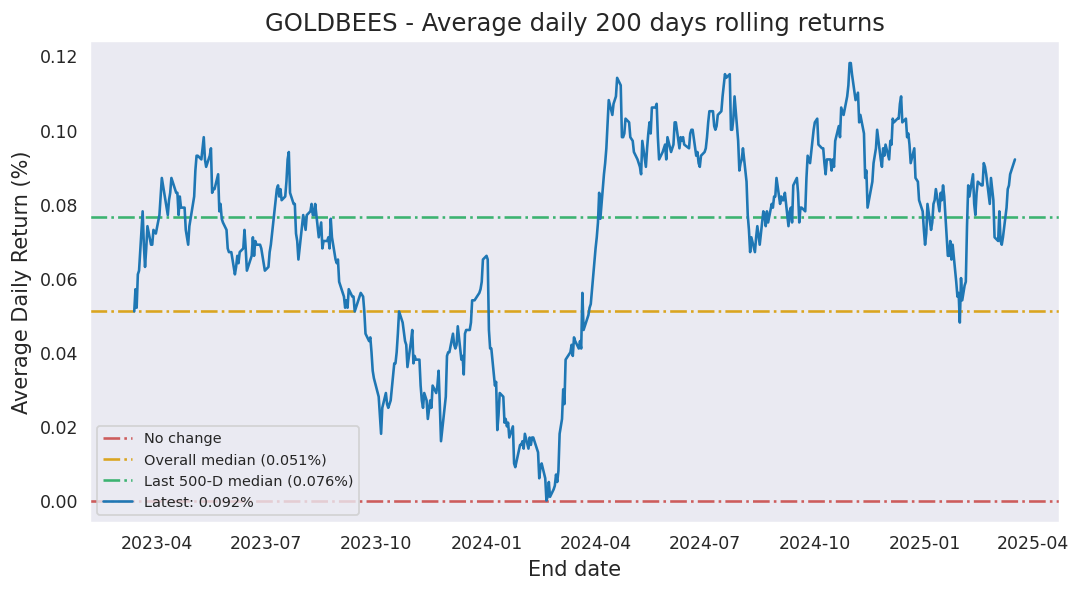 GOLDBEES - Average daily 200 days rolling returns
Average Daily Return (%)
0.12
0.10
0.08
0.06
0.04
0.02
0.00
No change
Overall median (0.051%)
Last 500-D median (0.076%)
Latest: 0.092%
2023-04 2023-07 2023-10 2024-01 2024-04 2024-07 2024-10 2025-01 2025-04
End date